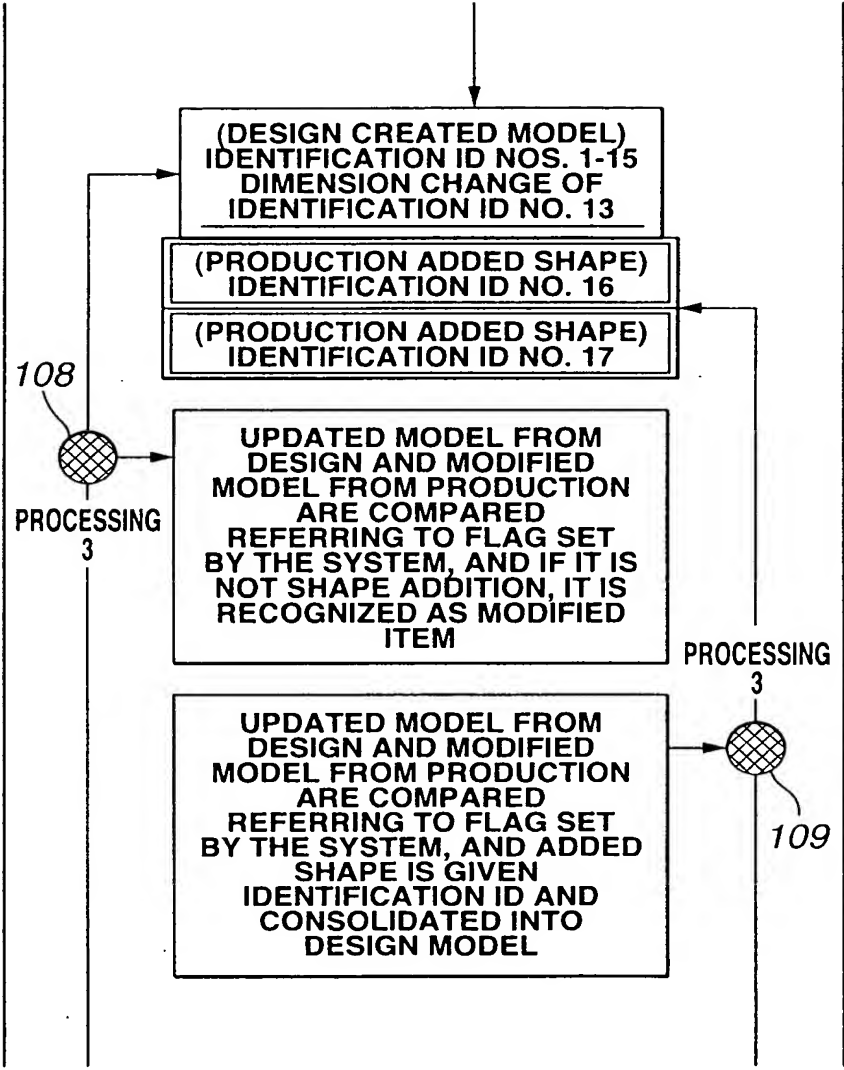 (DESIGN CREATED MODEL)
IDENTIFICATION ID NOS. 1-15
DIMENSION CHANGE OF
IDENTIFICATION ID NO. 13
(PRODUCTION ADDED SHAPE)
IDENTIFICATION ID NO. 16
(PRODUCTION ADDED SHAPE)
IDENTIFICATION ID NO. 17
108
PROCESSING
3
UPDATED MODEL FROM
DESIGN AND MODIFIED
MODEL FROM PRODUCTION
ARE COMPARED
REFERRING TO FLAG SET
BY THE SYSTEM, AND IF IT IS
NOT SHAPE ADDITION, IT IS
RECOGNIZED AS MODIFIED
ITEM
PROCESSING
3
109
UPDATED MODEL FROM
DESIGN AND MODIFIED
MODEL FROM PRODUCTION
ARE COMPARED
REFERRING TO FLAG SET
BY THE SYSTEM, AND ADDED
SHAPE IS GIVEN
IDENTIFICATION ID AND
CONSOLIDATED INTO
DESIGN MODEL